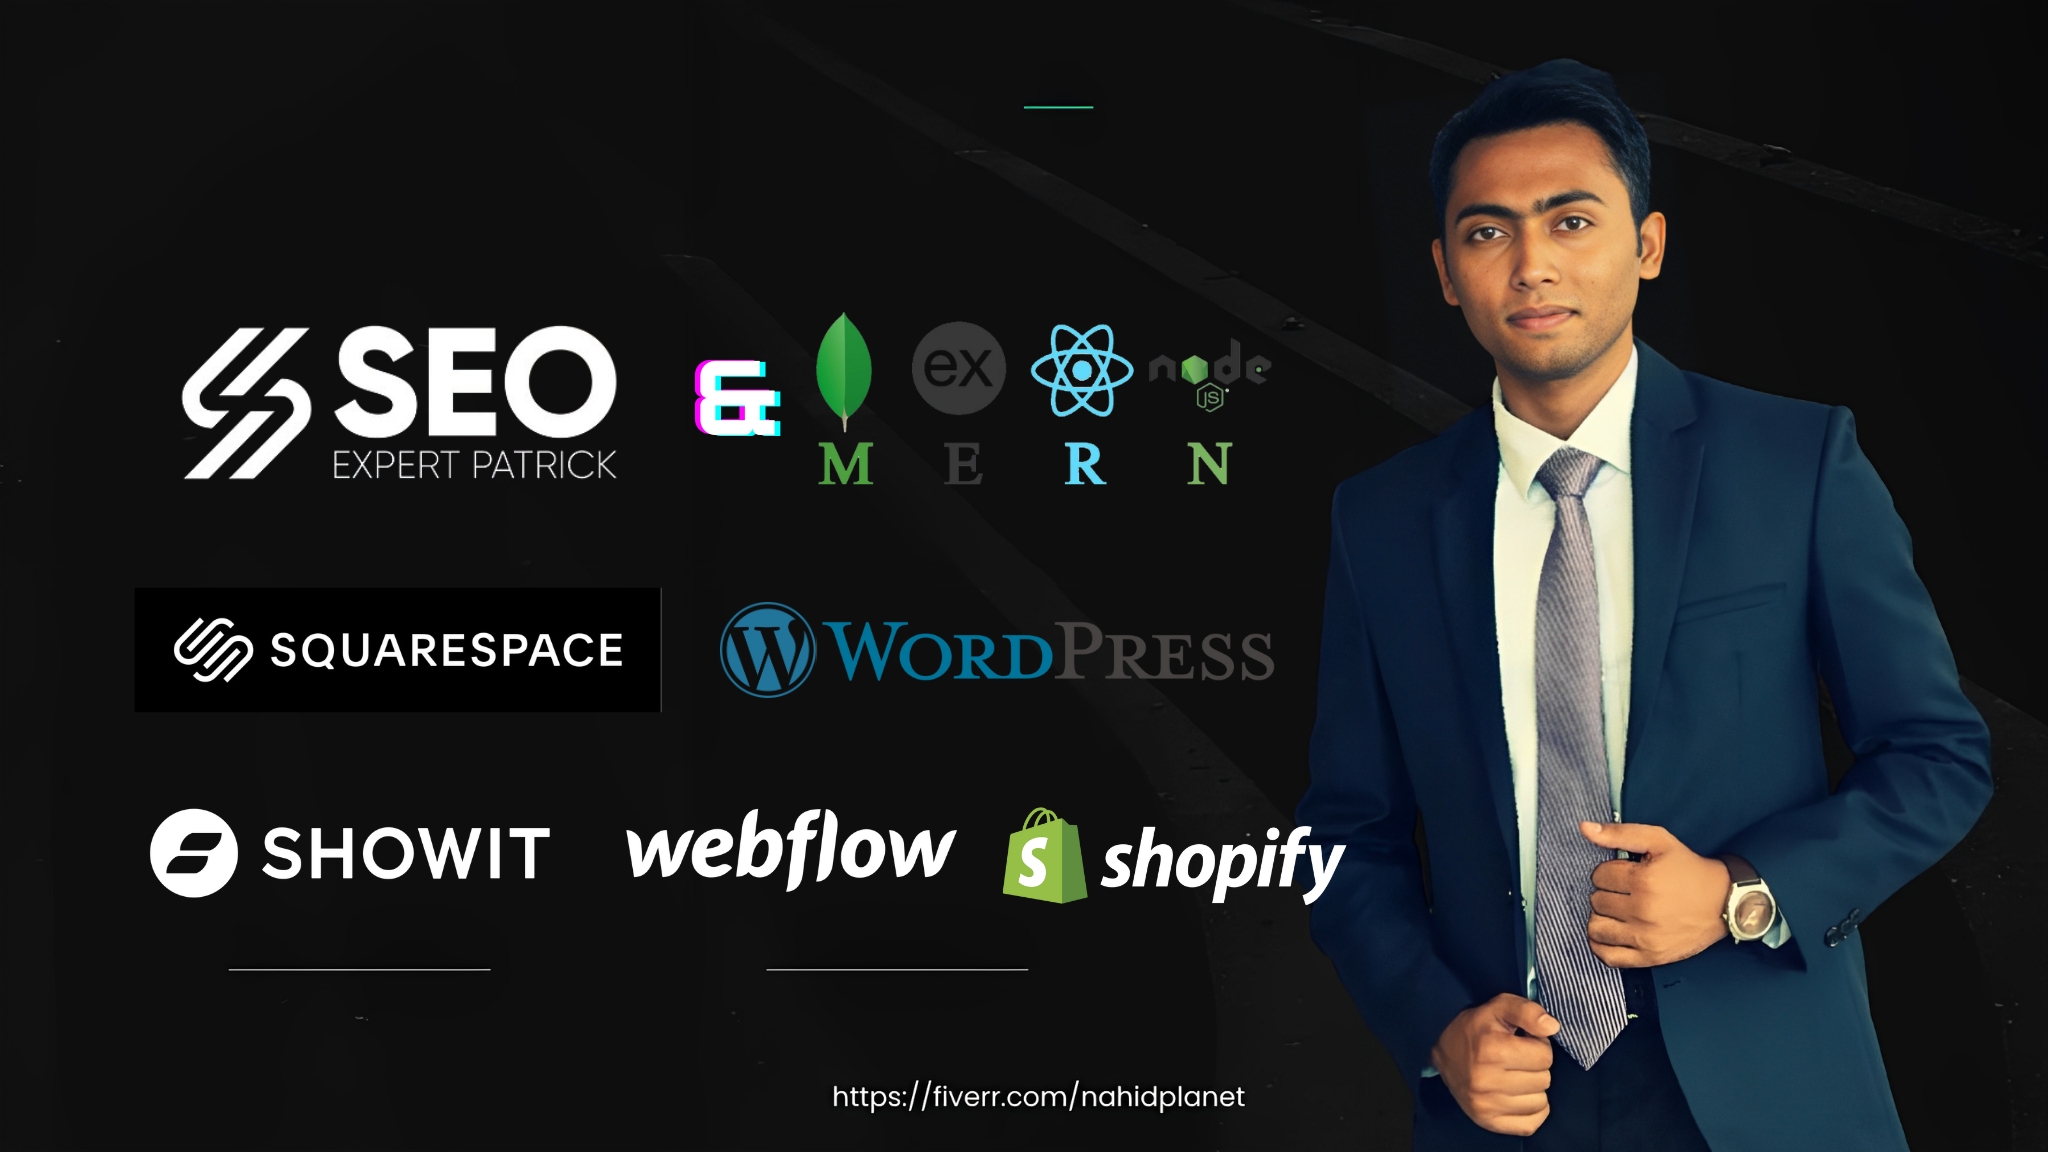 SEO
EXPERT PATRICK
&
ex
node
JS
M E R N
SQUARESPACE
W WORDPRESS
SHOWIT
webflow
S shopify
https://fiverr.com/nahidplanet